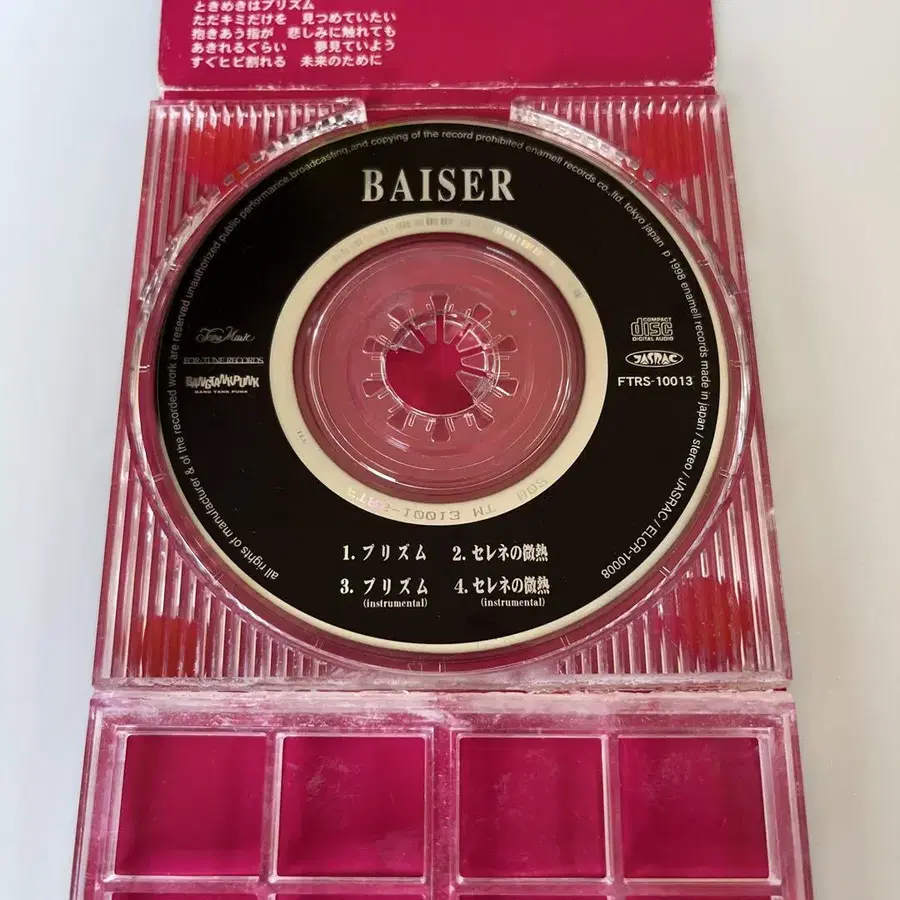 ときめきはプリズム
ただキミだけを 見つめていたい
抱きあう指が 悲しみに触れても
あきれるぐらい 夢見ていよう
すぐヒビ割れる 未来のために
all rights of manufacturer & of the recorded work are reserved unauthorized public performance,broadcasting,and copying of the record prohibited enamell records co.,ltd. tokyo japan p 1998 enamell records made in japan / stereo / JASRAC / ELCR-10008
BAISER
FOR-TUNE RECORDS
BANGTANKPUNK
BANG TANK PUNK
COMPACT
disc
DIGITAL AUDIO
JASRAC
FTRS-10013
1. プリズム 2. セレネの微熱
3. プリズム 4. セレネの微熱
(instrumental) (instrumental)